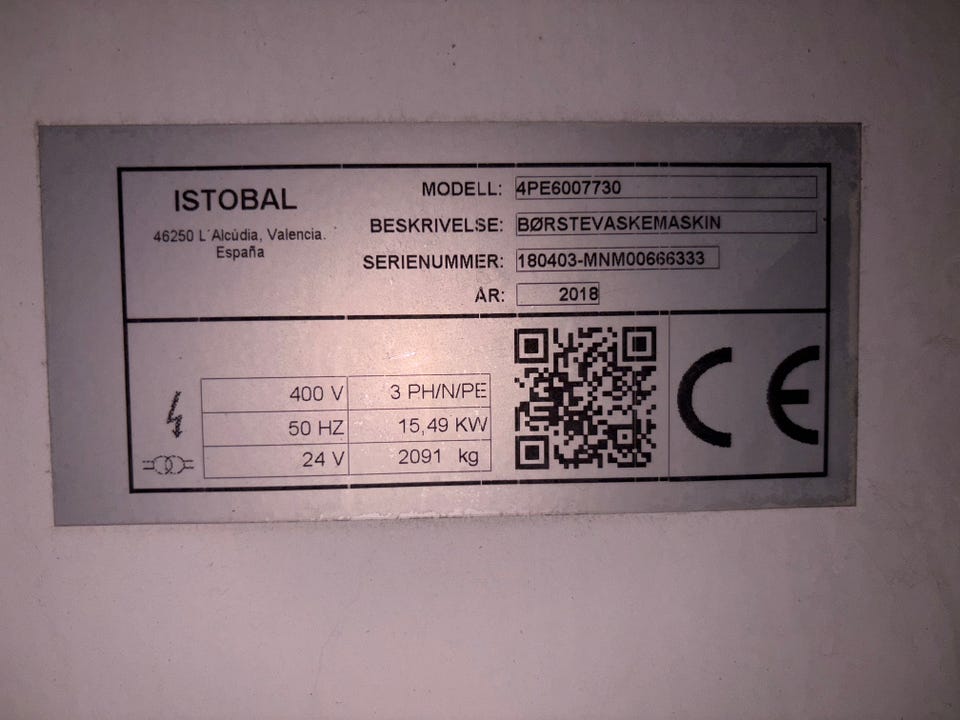 ISTOBAL
46250 L´Alcúdia, Valencia.
España
MODELL: 4PE6007730
BESKRIVELSE: BØRSTEVASKEMASKIN
SERIENUMMER: 180403-MNM00666333
ÅR: 2018
400 V 3 PH/N/PE
50 HZ 15,49 KW
24 V 2091 kg
CE